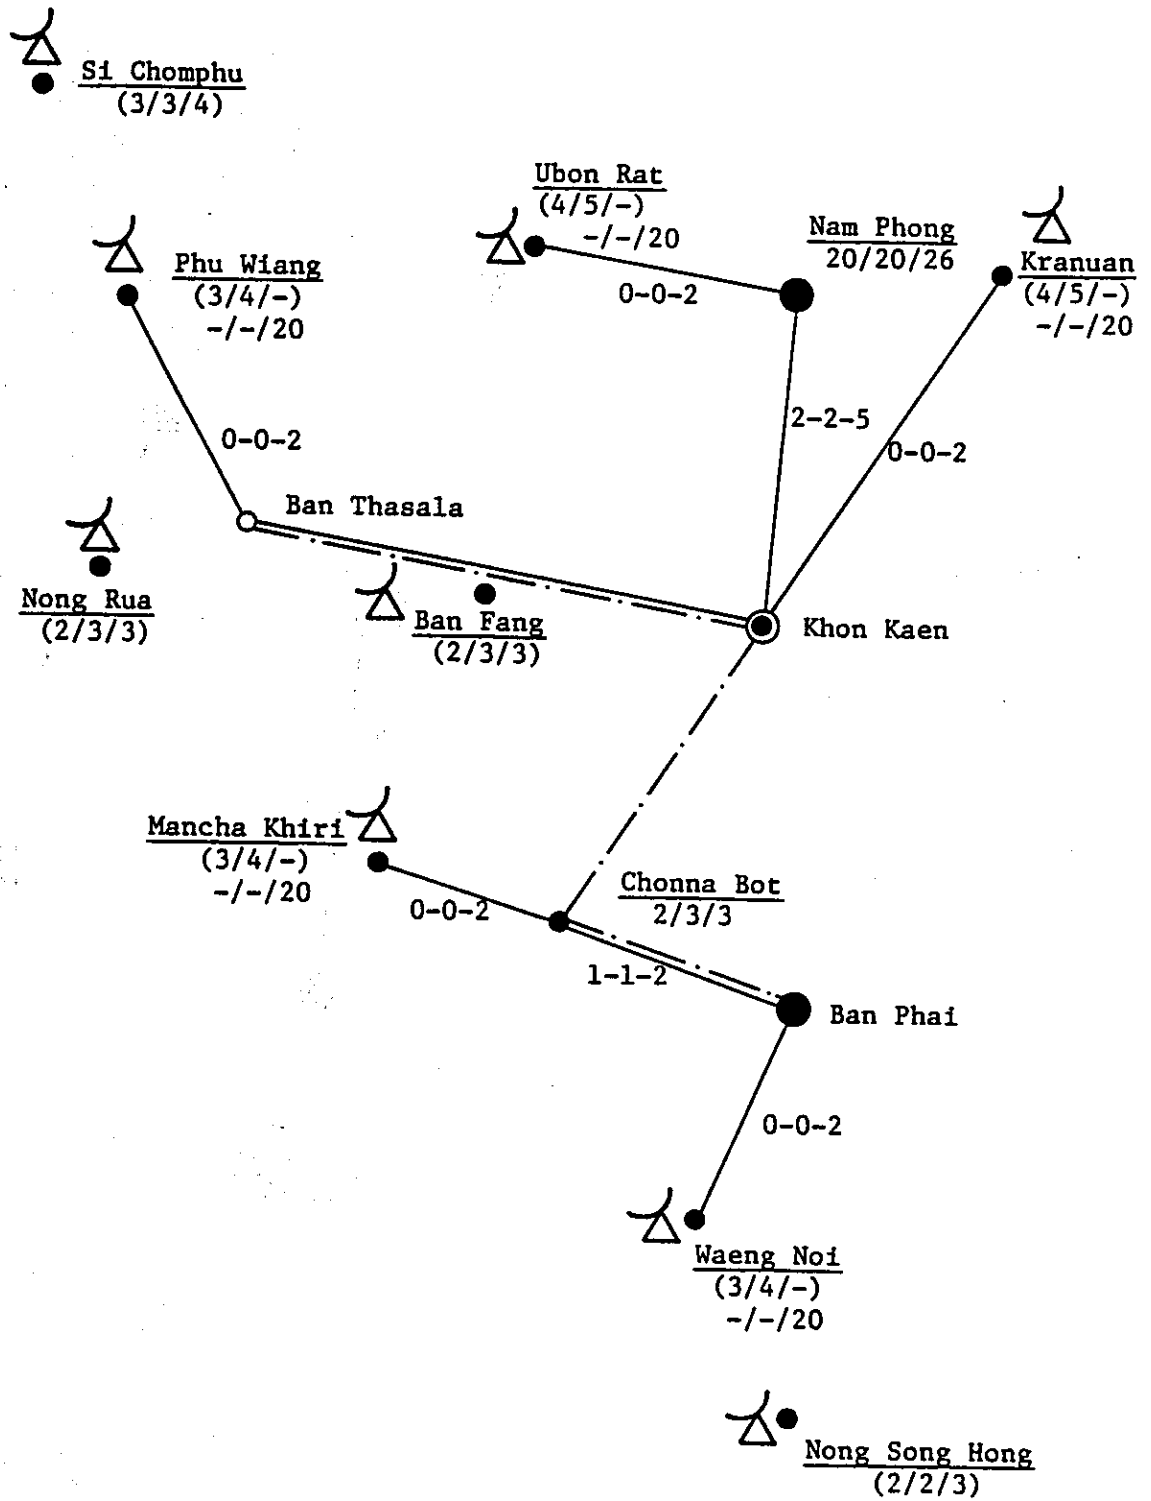 Si Chomphu
(3/3/4)
Ubon Rat
(4/5/-)
-/-/20
0-0-2
Nam Phong
20/20/26
Kranuan
(4/5/-)
-/-/20
Phu Wiang
(3/4/-)
-/-/20
0-0-2
2-2-5
0-0-2
Ban Thasala
Nong Rua
(2/3/3)
Ban Fang
(2/3/3)
Khon Kaen
Mancha Khiri
(3/4/-)
-/-/20
0-0-2
Chonna Bot
2/3/3
1-1-2
Ban Phai
0-0-2
Waeng Noi
(3/4/-)
-/-/20
Nong Song Hong
(2/2/3)